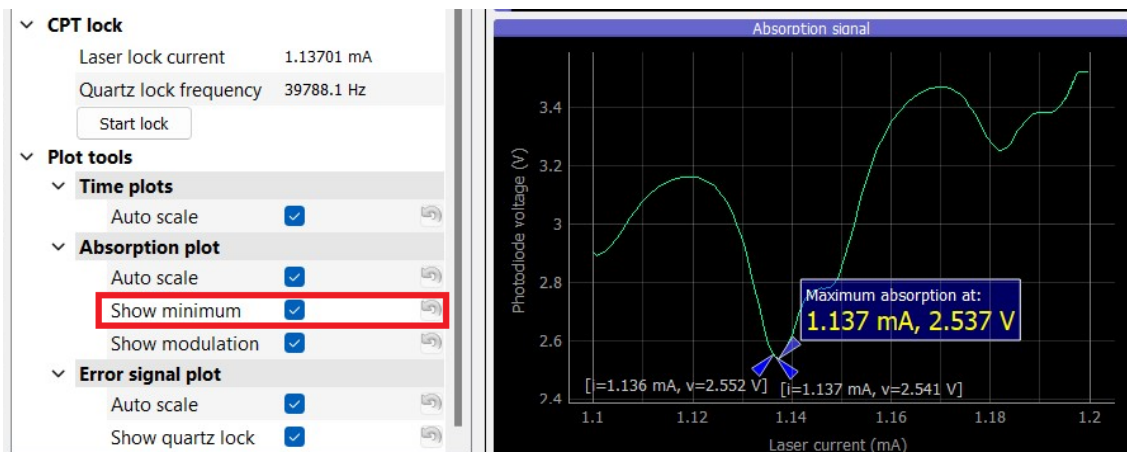 CPT lock
Laser lock current 1.13701 mA
Quartz lock frequency 39788.1 Hz
Start lock
Plot tools
Time plots
Auto scale
Absorption plot
Auto scale
Show minimum
Show modulation
Error signal plot
Auto scale
Show quartz lock
Absorption signal
Photodiode voltage (V)
3.4
3.2
3
2.8
2.6
2.4
Maximum absorption at:
1.137 mA, 2.537 V
[i=1.136 mA, v=2.552 V] [i=1.137 mA, v=2.541 V]
1.1 1.12 1.14 1.16 1.18 1.2
Laser current (mA)